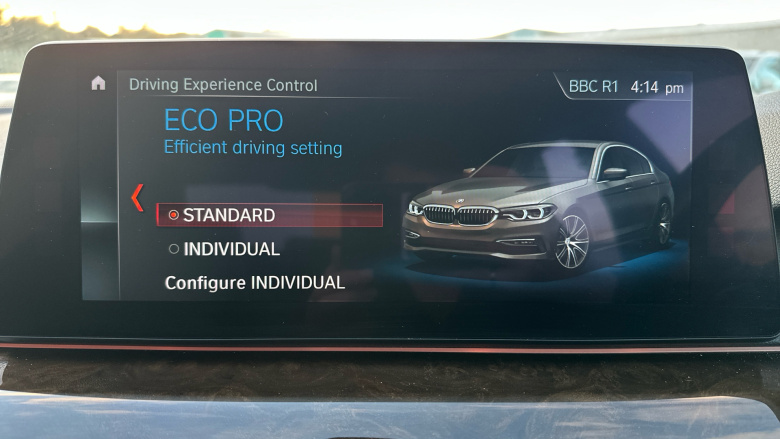 Driving Experience Control
BBC R1 4:14 pm
ECO PRO
Efficient driving setting
STANDARD
INDIVIDUAL
Configure INDIVIDUAL